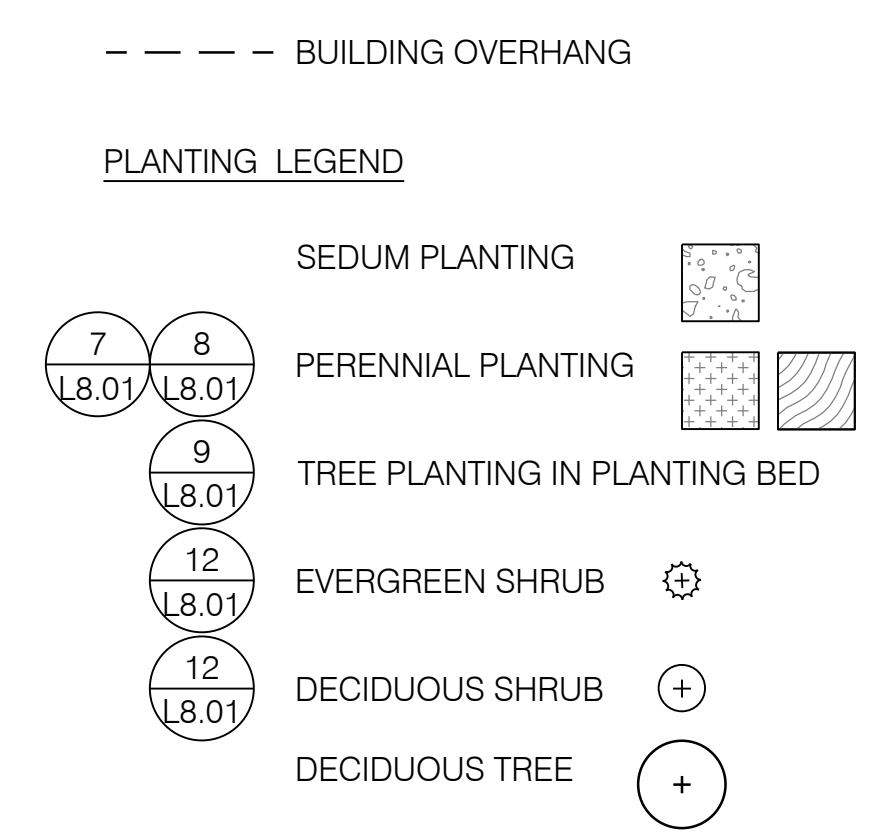 BUILDING OVERHANG
PLANTING LEGEND
SEDUM PLANTING
7 8
L8.01 L8.01
PERENNIAL PLANTING
9
L8.01
TREE PLANTING IN PLANTING BED
12
L8.01
EVERGREEN SHRUB
12
L8.01
DECIDUOUS SHRUB
DECIDUOUS TREE